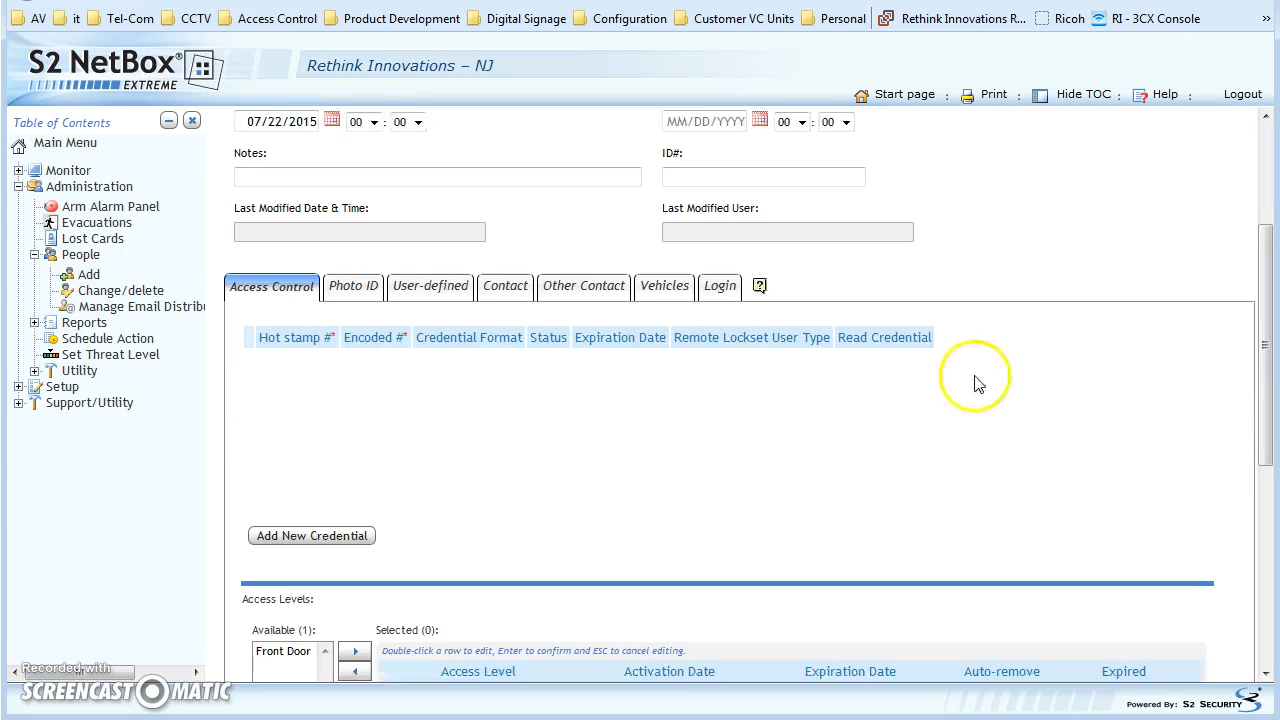 AV it Tel-Com CCTV Access Control Product Development Digital Signage Configuration Customer VC Units Personal Rethink Innovations R... Ricoh RI - 3CX Console »
S2 NetBox®
EXTREME
Rethink Innovations – NJ
Start page : Print : Hide TOC : Help : Logout
Table of Contents
Main Menu
Monitor
Administration
Arm Alarm Panel
Evacuations
Lost Cards
People
Add
Change/delete
Manage Email Distribu
Reports
Schedule Action
Set Threat Level
Utility
Setup
Support/Utility
07/22/2015 00 : 00 MM/DD/YYYY 00 : 00
Notes: ID#:
Last Modified Date & Time: Last Modified User:
Access Control Photo ID User-defined Contact Other Contact Vehicles Login ?
Hot stamp #* Encoded #* Credential Format Status Expiration Date Remote Lockset User Type Read Credential
Add New Credential
Access Levels:
Available (1): Selected (0):
Front Door
Double-click a row to edit, Enter to confirm and ESC to cancel editing.
Access Level Activation Date Expiration Date Auto-remove Expired
Recorded with
SCREENCAST MATIC
Powered By: S2 SECURITY